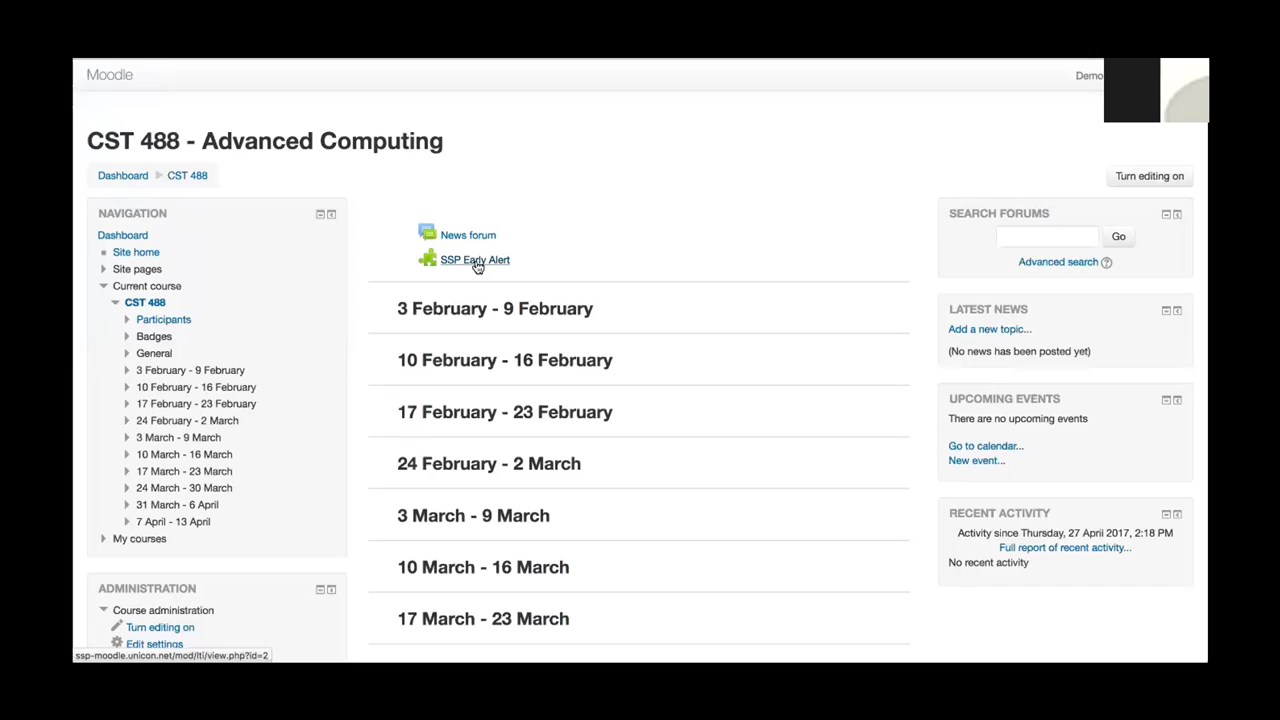 Moodle
Demo
CST 488 - Advanced Computing
Dashboard CST 488
Turn editing on
NAVIGATION
Dashboard
Site home
Site pages
Current course
CST 488
Participants
Badges
General
3 February - 9 February
10 February - 16 February
17 February - 23 February
24 February - 2 March
3 March - 9 March
10 March - 16 March
17 March - 23 March
24 March - 30 March
31 March - 6 April
7 April - 13 April
My courses
ADMINISTRATION
Course administration
Turn editing on
Edit settings
ssp-moodle.unicon.net/mod/lti/view.php?id=2
News forum
SSP Early Alert
3 February - 9 February
10 February - 16 February
17 February - 23 February
24 February - 2 March
3 March - 9 March
10 March - 16 March
17 March - 23 March
SEARCH FORUMS
Go
Advanced search
LATEST NEWS
Add a new topic...
(No news has been posted yet)
UPCOMING EVENTS
There are no upcoming events
Go to calendar...
New event...
RECENT ACTIVITY
Activity since Thursday, 27 April 2017, 2:18 PM
Full report of recent activity...
No recent activity